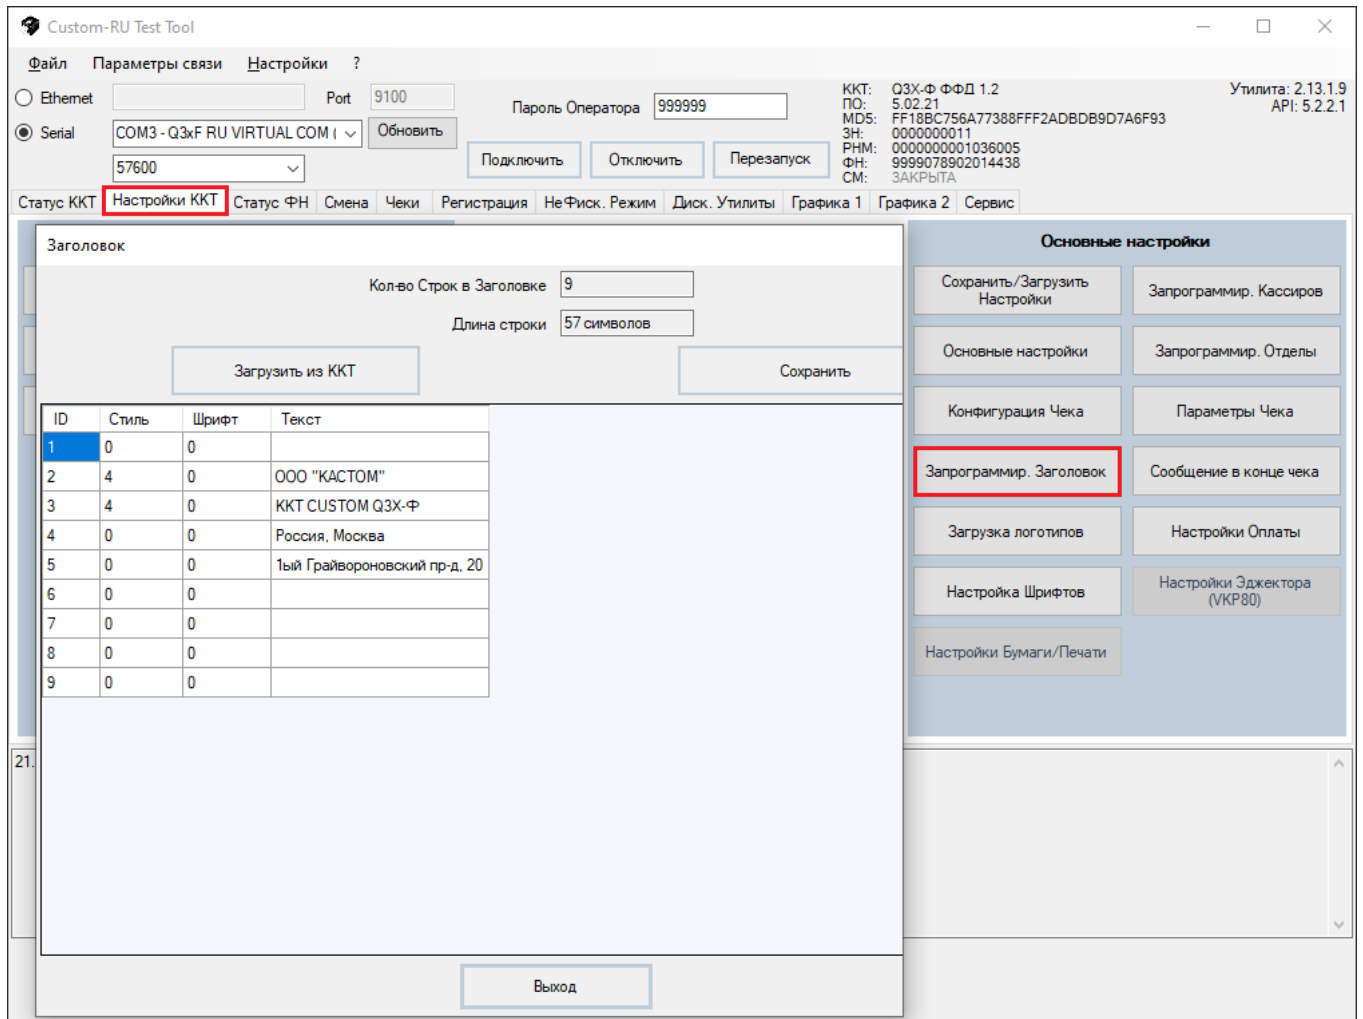 Custom-RU Test Tool
Файл Параметры связи Настройки ?
Ethernet Port 9100
Serial COM3 - Q3xF RU VIRTUAL COM ( Обновить
57600
Пароль Оператора 999999
Подключить Отключить Перезапуск
ККТ: Q3X-Ф ФФД 1.2
ПО: 5.02.21
MD5: FF18BC756A77388FFF2ADBDB9D7A6F93
ЗН: 0000000011
РНМ: 0000000001036005
ФН: 9999078902014438
СМ: ЗАКРЫТА
Утилита: 2.13.1.9
API: 5.2.2.1
Статус ККТ Настройки ККТ Статус ФН Смена Чеки Регистрация НеФиск. Режим Диск. Утилиты Графика 1 Графика 2 Сервис
Заголовок
Кол-во Строк в Заголовке 9
Длина строки 57 символов
Загрузить из ККТ Сохранить
ID Стиль Шрифт Текст
1 0 0
2 4 0 ООО "КАСТОМ"
3 4 0 ККТ CUSTOM Q3X-Ф
4 0 0 Россия, Москва
5 0 0 1ый Грайвороновский пр-д, 20
6 0 0
7 0 0
8 0 0
9 0 0
Выход
Основные настройки
Сохранить/Загрузить
Настройки
Запрограммир. Кассиров
Основные настройки Запрограммир. Отделы
Конфигурация Чека Параметры Чека
Запрограммир. Заголовок Сообщение в конце чека
Загрузка логотипов Настройки Оплаты
Настройка Шрифтов
Настройки Эджектора
(VKP80)
Настройки Бумаги/Печати
21.